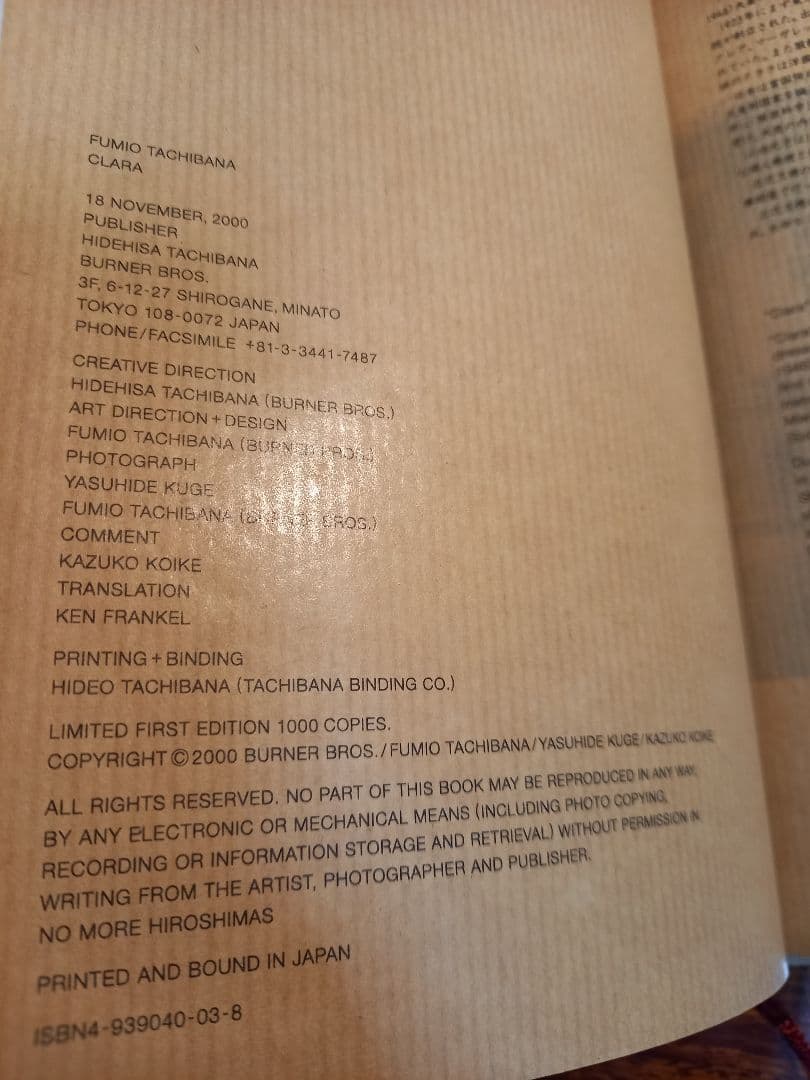 FUMIO TACHIBANA
CLARA
18 NOVEMBER, 2000
PUBLISHER
HIDEHISA TACHIBANA
BURNER BROS.
3F, 6-12-27 SHIROGANE, MINATO
TOKYO 108-0072 JAPAN
PHONE/FACSIMILE +81-3-3441-7487
CREATIVE DIRECTION
HIDEHISA TACHIBANA (BURNER BROS.)
ART DIRECTION+DESIGN
FUMIO TACHIBANA (BURNER BROS.)
PHOTOGRAPH
YASUHIDE KUGE
FUMIO TACHIBANA (BURNER BROS.)
COMMENT
KAZUKO KOIKE
TRANSLATION
KEN FRANKEL
PRINTING+BINDING
HIDEO TACHIBANA (TACHIBANA BINDING CO.)
LIMITED FIRST EDITION 1000 COPIES.
COPYRIGHT©2000 BURNER BROS./FUMIO TACHIBANA/YASUHIDE KUGE/KAZUKO KOIKE
ALL RIGHTS RESERVED. NO PART OF THIS BOOK MAY BE REPRODUCED IN ANY WAY,
BY ANY ELECTRONIC OR MECHANICAL MEANS (INCLUDING PHOTO COPYING,
RECORDING OR INFORMATION STORAGE AND RETRIEVAL) WITHOUT PERMISSION IN
WRITING FROM THE ARTIST, PHOTOGRAPHER AND PUBLISHER.
NO MORE HIROSHIMAS
PRINTED AND BOUND IN JAPAN
ISBN4-939040-03-8